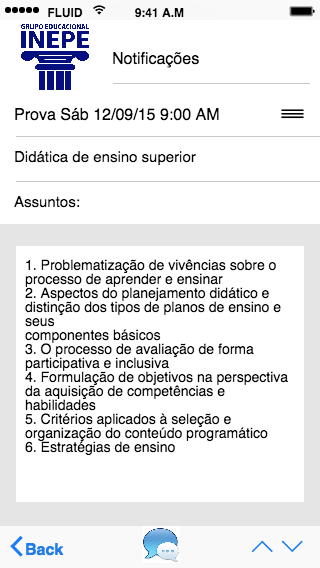 FLUID
9:41 A.M
GRUPO EDUCACIONAL
INEPE
Notificações
Prova Sáb 12/09/15 9:00 AM
Didática de ensino superior
Assuntos:
1. Problematização de vivências sobre o
processo de aprender e ensinar
2. Aspectos do planejamento didático e
distinção dos tipos de planos de ensino e
seus
componentes básicos
3. O processo de avaliação de forma
participativa e inclusiva
4. Formulação de objetivos na perspectiva
da aquisição de competências e
habilidades
5. Critérios aplicados à seleção e
organização do conteúdo programático
6. Estratégias de ensino
Back